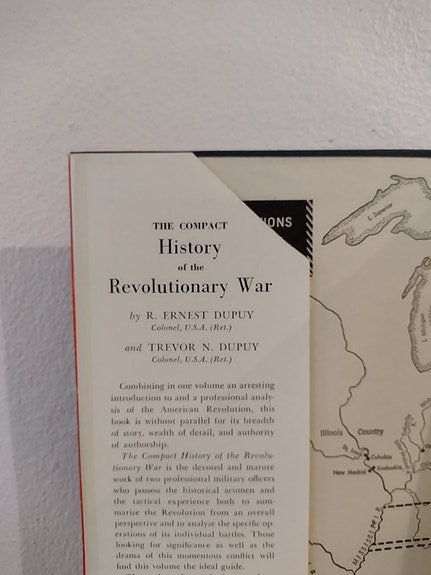 THE COMPACT
History
of the
Revolutionary War
by R. ERNEST DUPUY
Colonel, U.S.A. (Ret.)
and TREVOR N. DUPUY
Colonel, U.S.A. (Ret.)
Combining in one volume an arresting
introduction to and a professional analy-
sis of the American Revolution, this
book is without parallel for its breadth
of story, wealth of detail, and authority
of authorship.
The Compact History of the Revolu-
tionary War is the devoted and mature
work of two professional military officers
who possess the historical acumen and
the tactical experience both to sum-
marize the Revolution from an overall
perspective and to analyze the specific op-
erations of its individual battles. Those
looking for significance as well as the
drama of this momentous conflict will
find this volume the ideal guide.
IONS
L. Superior
L. Michigan
Illinois Country
Cahokia
Kaskaskia
New Madrid
MISSISSIPPI R.